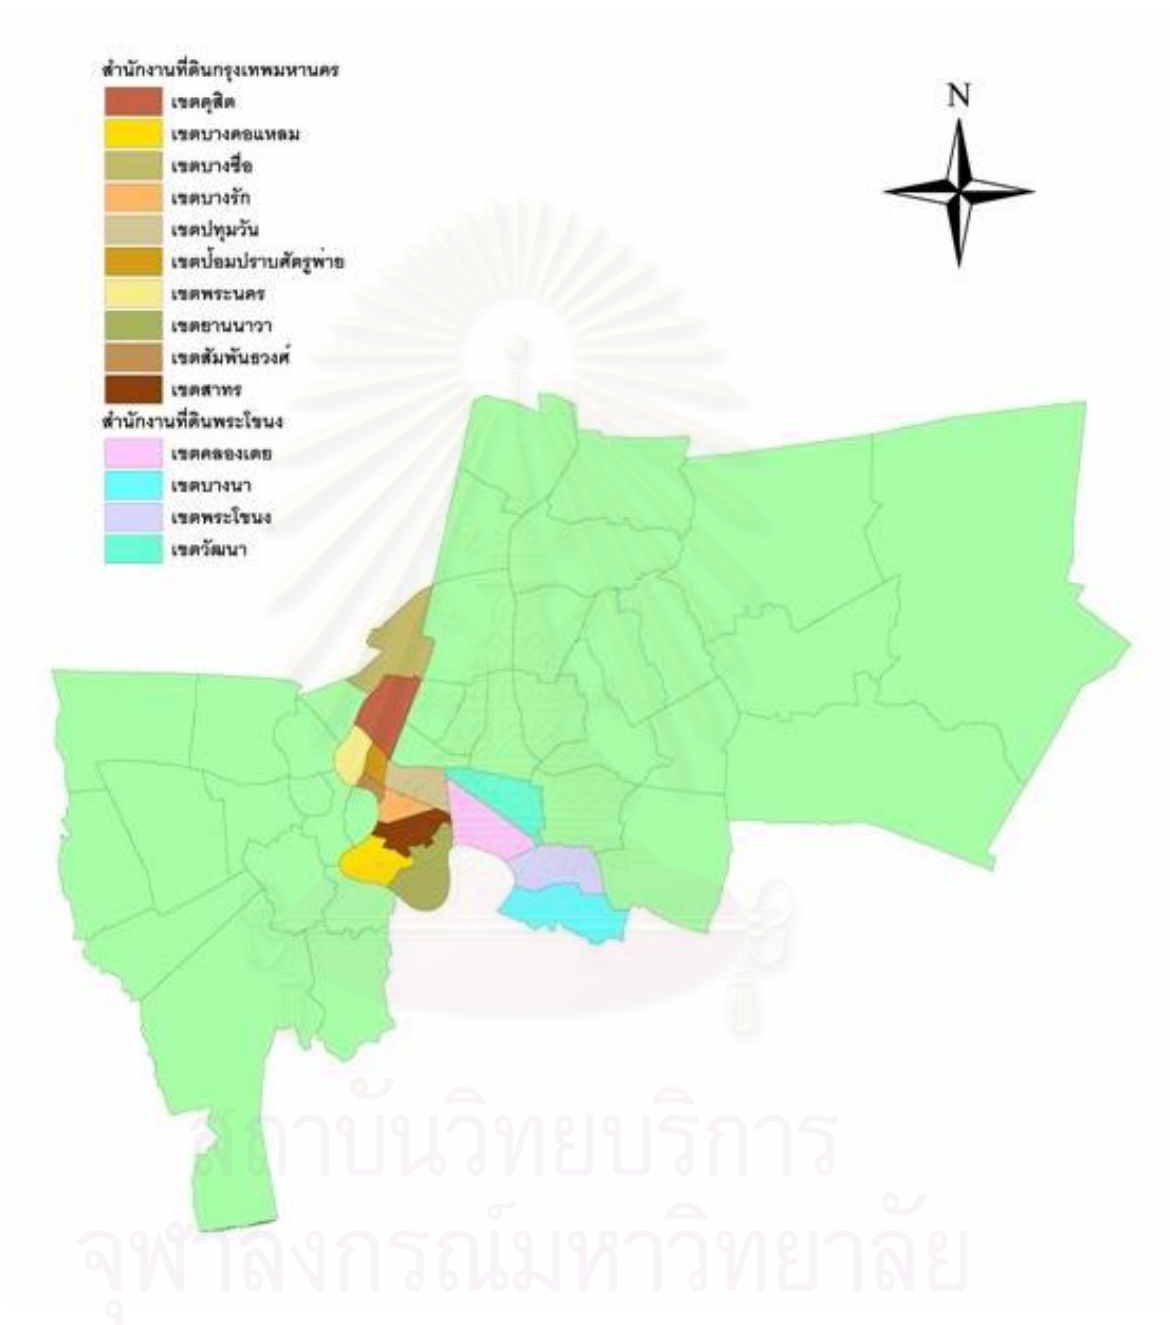 สำนักงานที่ดินกรุงเทพมหานคร
เขตดุสิต
เขตบางคอแหลม
เขตบางซื่อ
เขตบางรัก
เขตปทุมวัน
เขตป้อมปราบศัตรูพ่าย
เขตพระนคร
เขตยานนาวา
เขตสัมพันธวงศ์
เขตสาทร
สำนักงานที่ดินพระโขนง
เขตคลองเตย
เขตบางนา
เขตพระโขนง
เขตวัฒนา
N
สถาบันวิทยบริการ
จุฬาลงกรณ์มหาวิทยาลัย